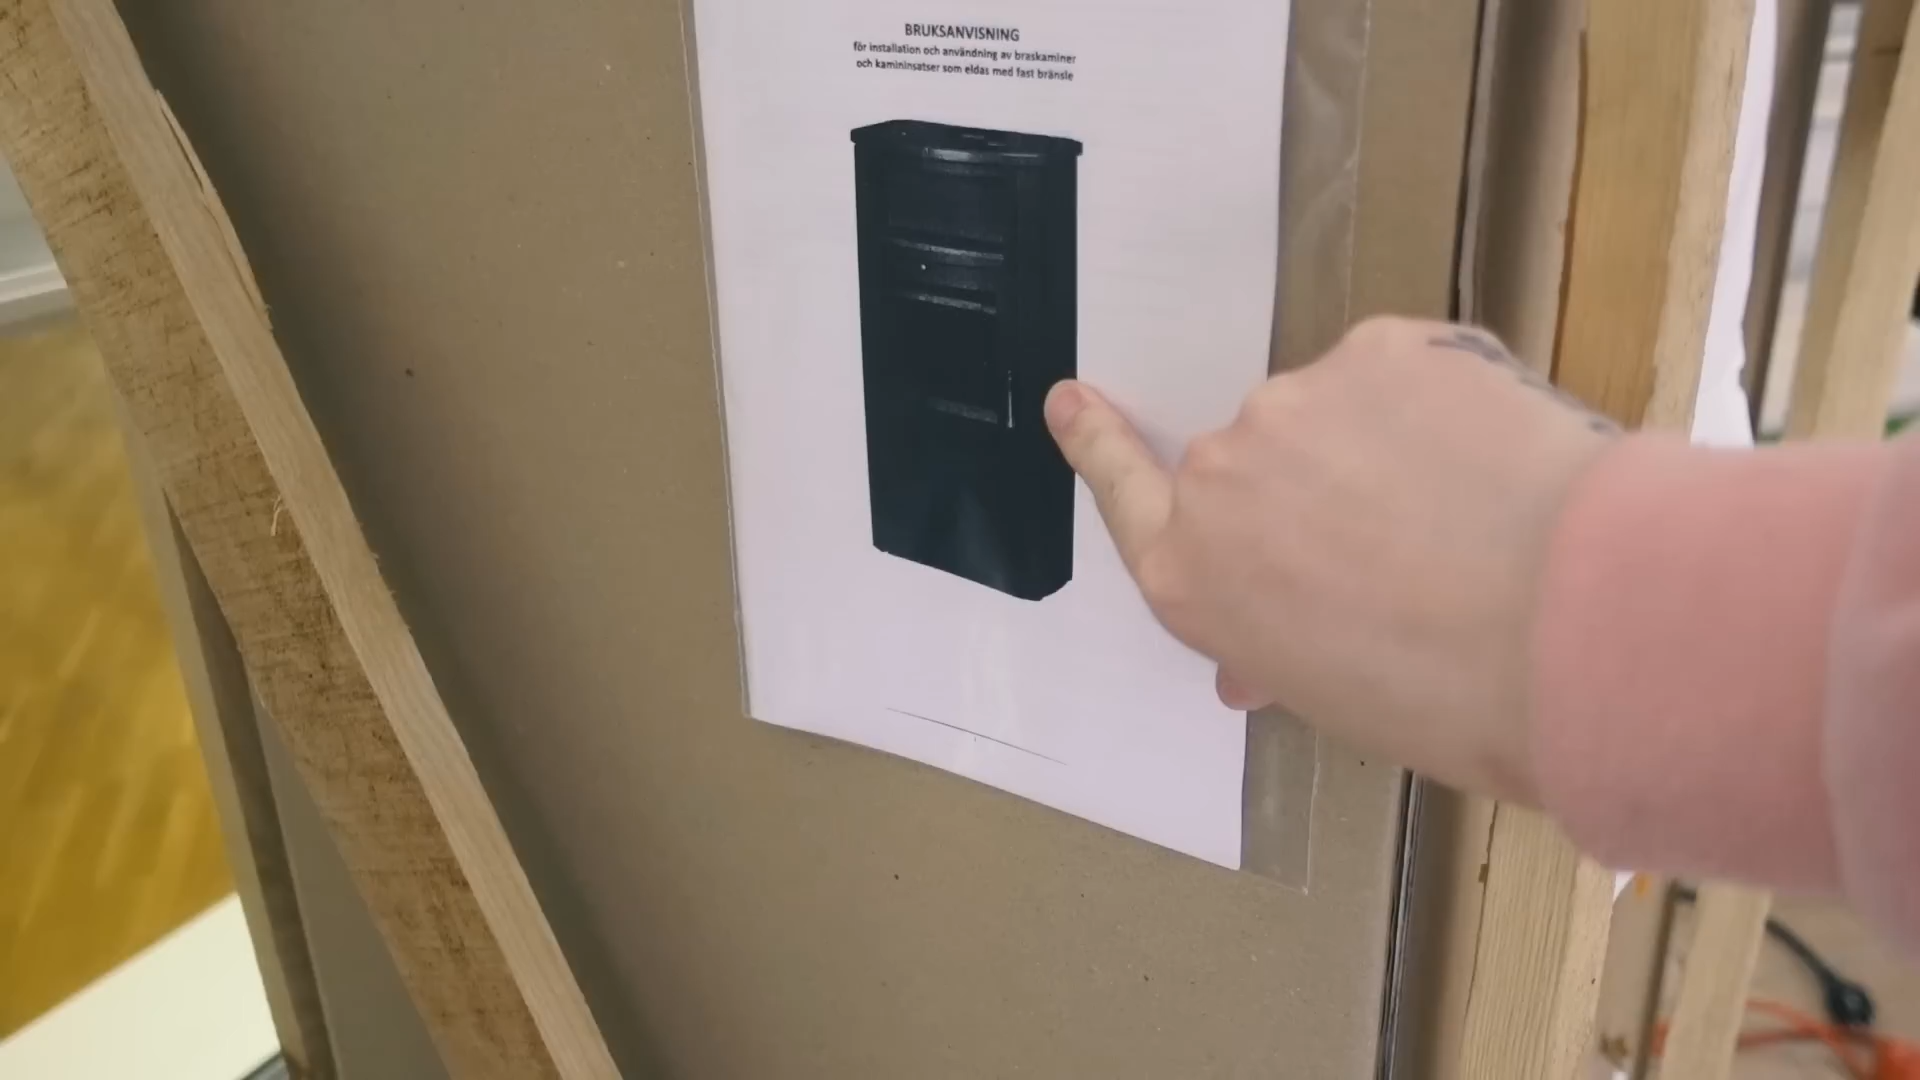 BRUKSANVISNING
för installation och användning av braskaminer
och kamininsatser som eldas med fast bränsle